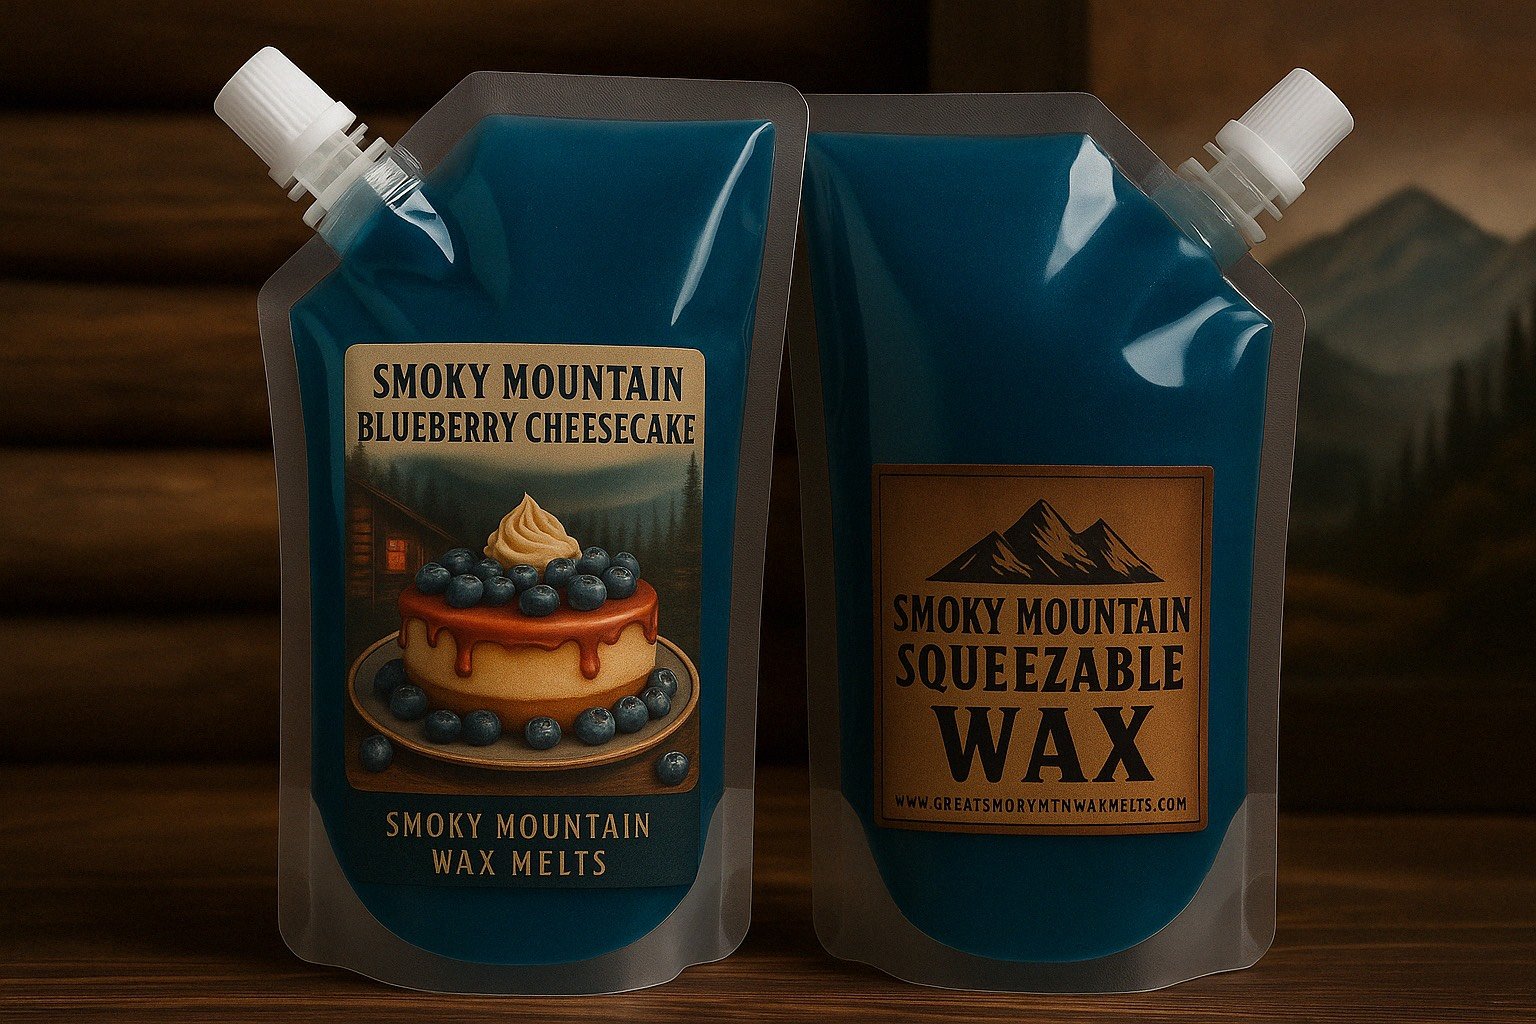 SMOKY MOUNTAIN
BLUEBERRY CHEESECAKE
SMOKY MOUNTAIN
WAX MELTS
SMOKY MOUNTAIN
SQUEEZABLE
WAX
WWW.GREATSMORYMTNWAKMELTS.COM